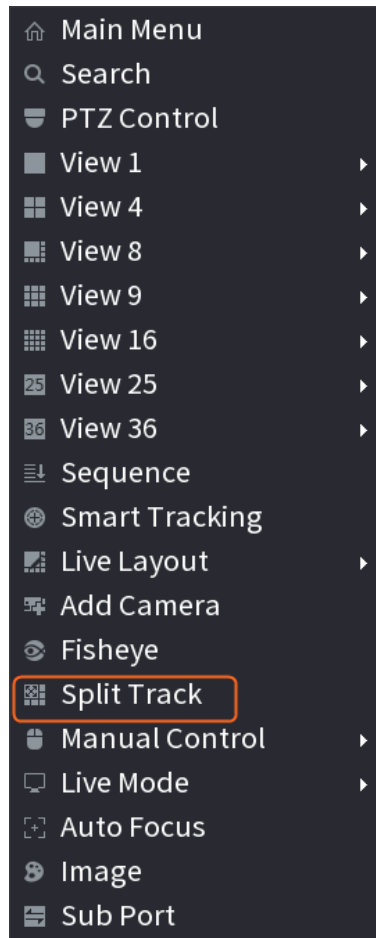 Main Menu
Search
PTZ Control
View 1
View 4
View 8
View 9
View 16
25 View 25
36 View 36
Sequence
Smart Tracking
Live Layout
Add Camera
Fisheye
Split Track
Manual Control
Live Mode
Auto Focus
Image
Sub Port